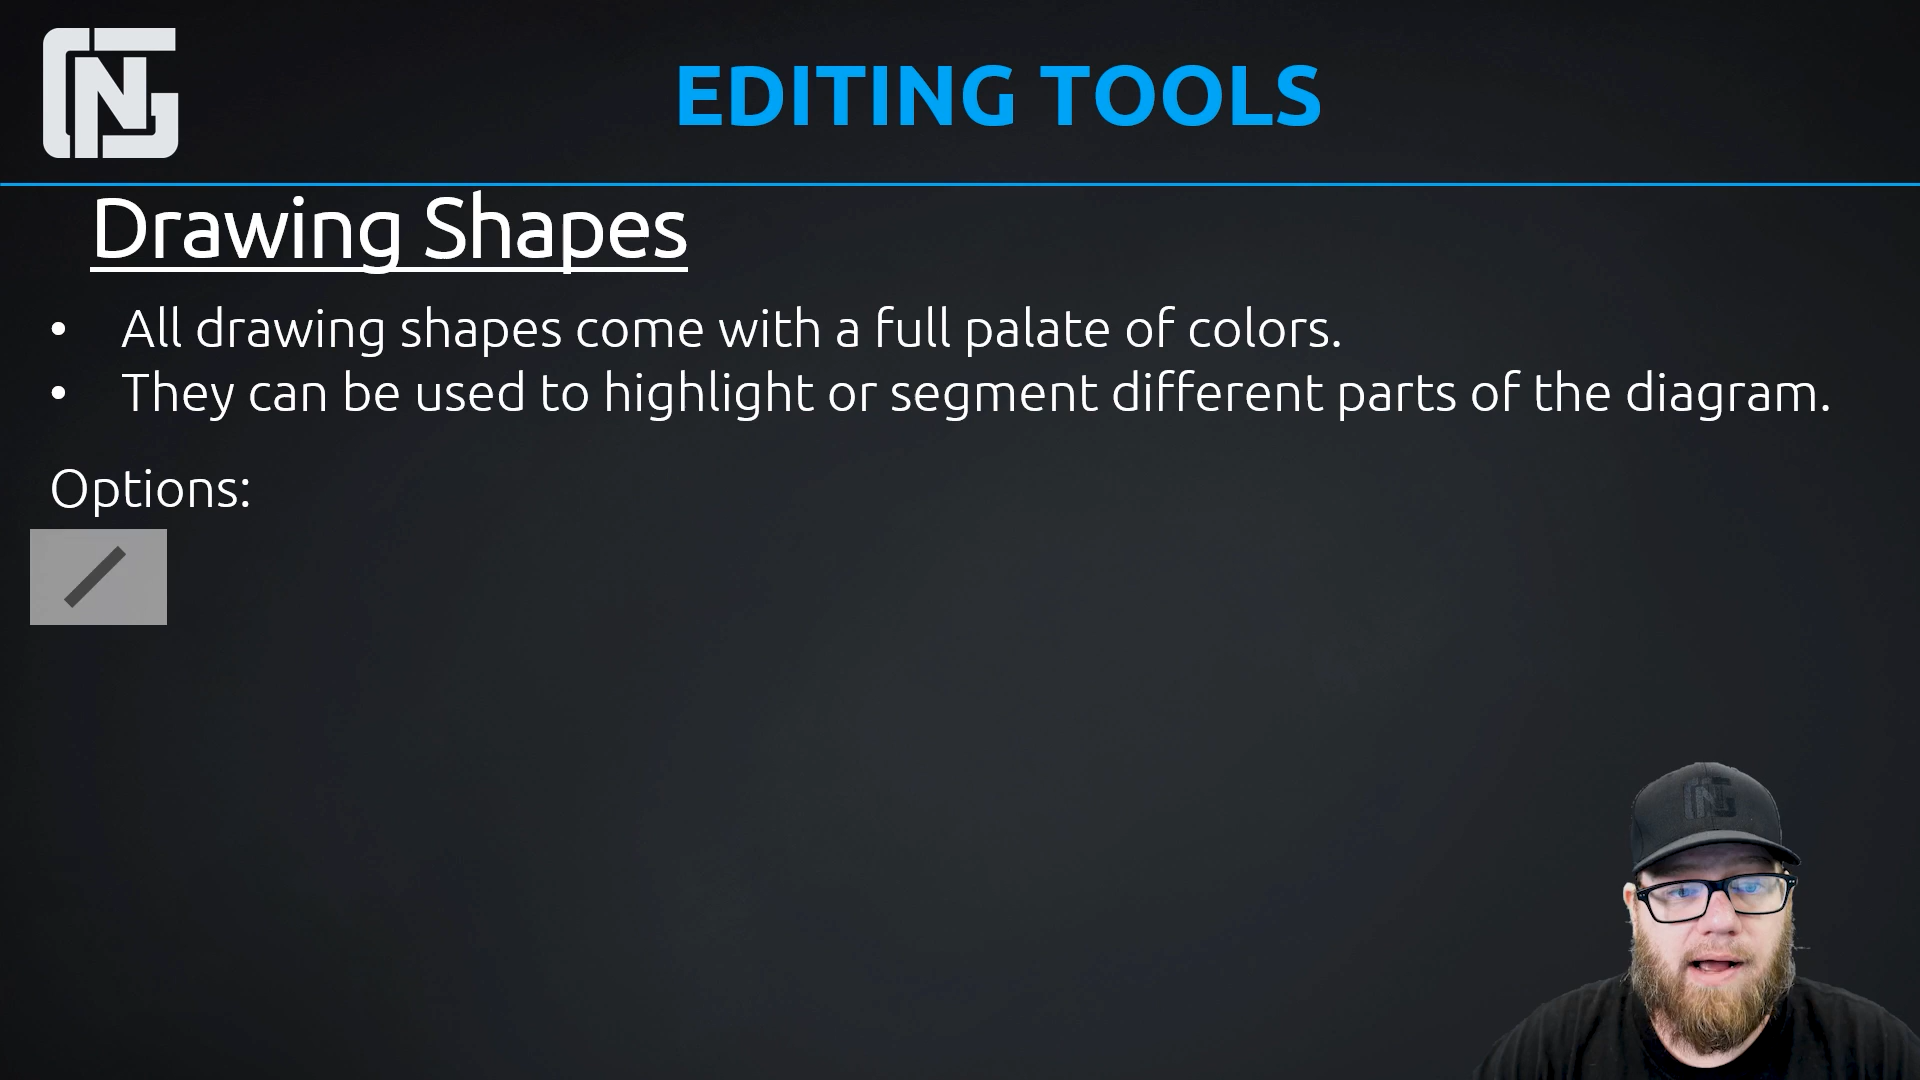 EDITING TOOLS
Drawing Shapes
• All drawing shapes come with a full palate of colors.
• They can be used to highlight or segment different parts of the diagram.
Options: